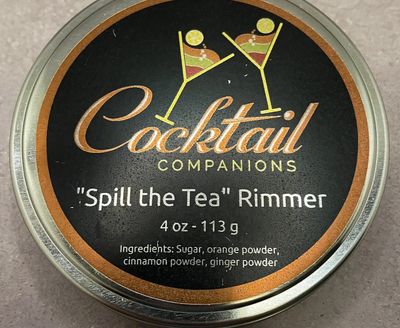 Cocktail
COMPANIONS
"Spill the Tea" Rimmer
4 oz - 113 g
Ingredients: Sugar, orange powder,
cinnamon powder, ginger powder